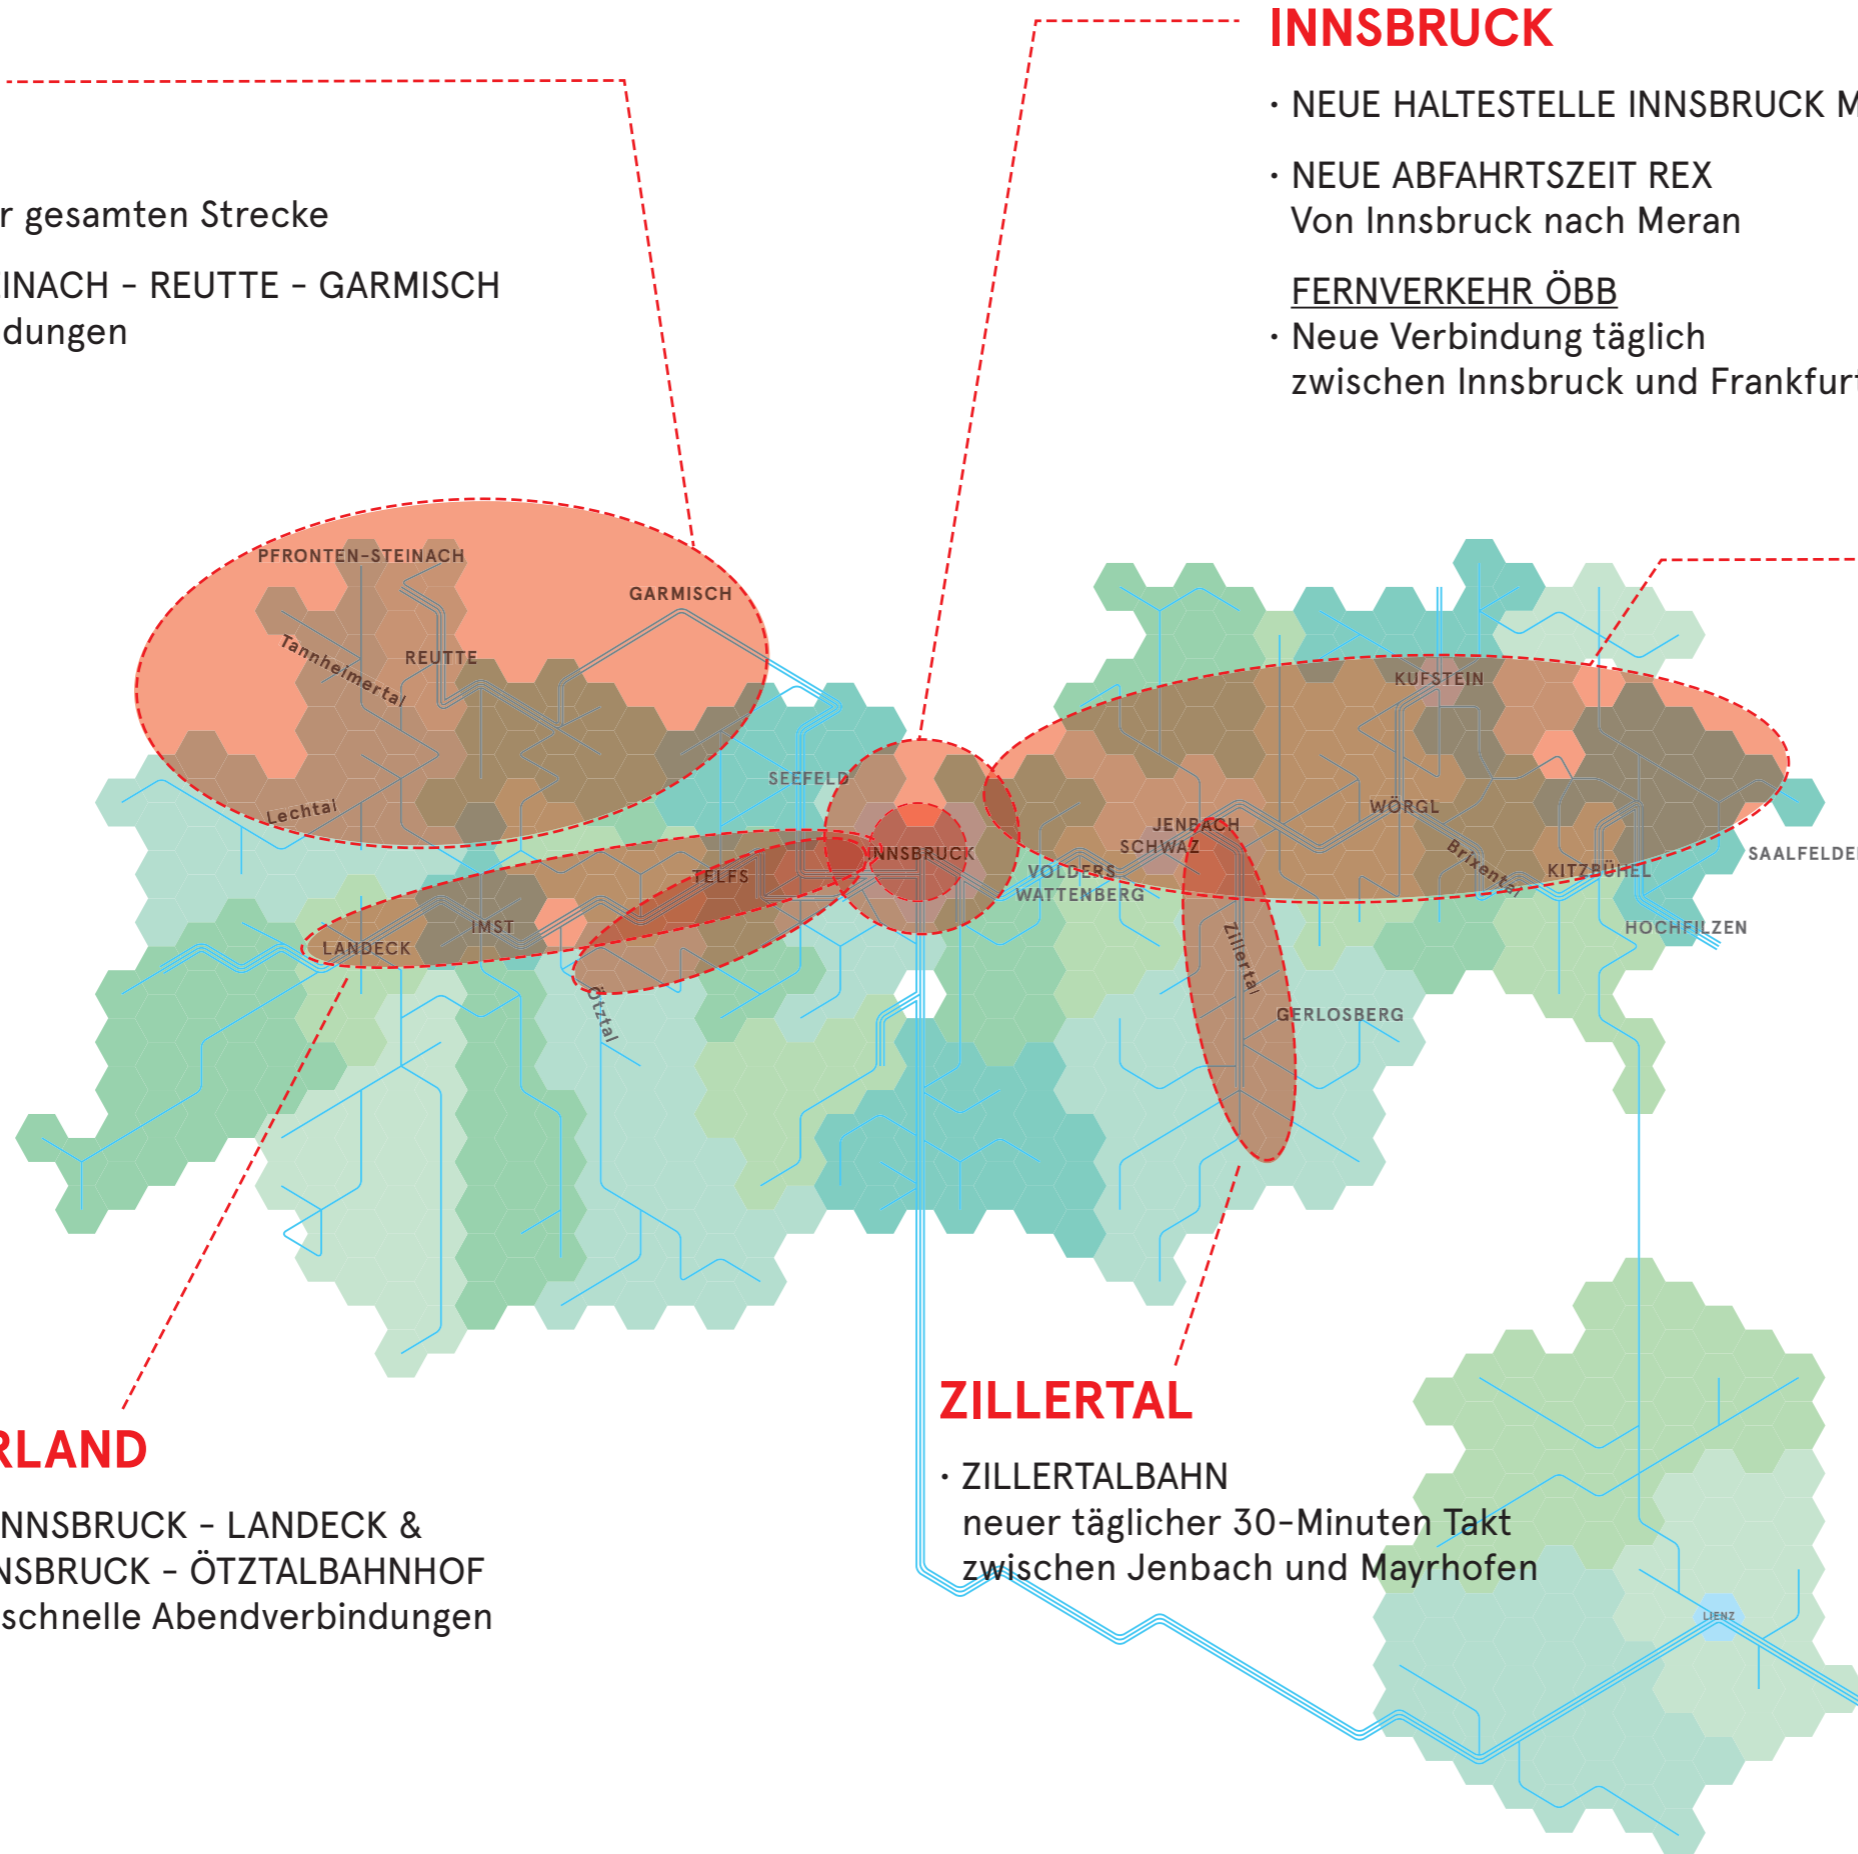 INNSBRUCK
· NEUE HALTESTELLE INNSBRUCK M
· NEUE ABFAHRTSZEIT REX
Von Innsbruck nach Meran
FERNVERKEHR ÖBB
· Neue Verbindung täglich
zwischen Innsbruck und Frankfurt
r gesamten Strecke
INACH - REUTTE - GARMISCH
dungen
PFRONTEN-STEINACH
GARMISCH
Tannheimertal
REUTTE
Lechtal
SEEFELD
INNSBRUCK
TELFS
IMST
LANDECK
Ötztal
KUFSTEIN
WÖRGL
JENBACH
SCHWAZ
VOLDERS
WATTENBERG
Brixental
KITZBÜHEL
SAALFELDE
HOCHFILZEN
Zillertal
GERLOSBERG
RLAND
NNSBRUCK - LANDECK &
NSBRUCK - ÖTZTALBAHNHOF
schnelle Abendverbindungen
ZILLERTAL
· ZILLERTALBAHN
neuer täglicher 30-Minuten Takt
zwischen Jenbach und Mayrhofen
LIENZ